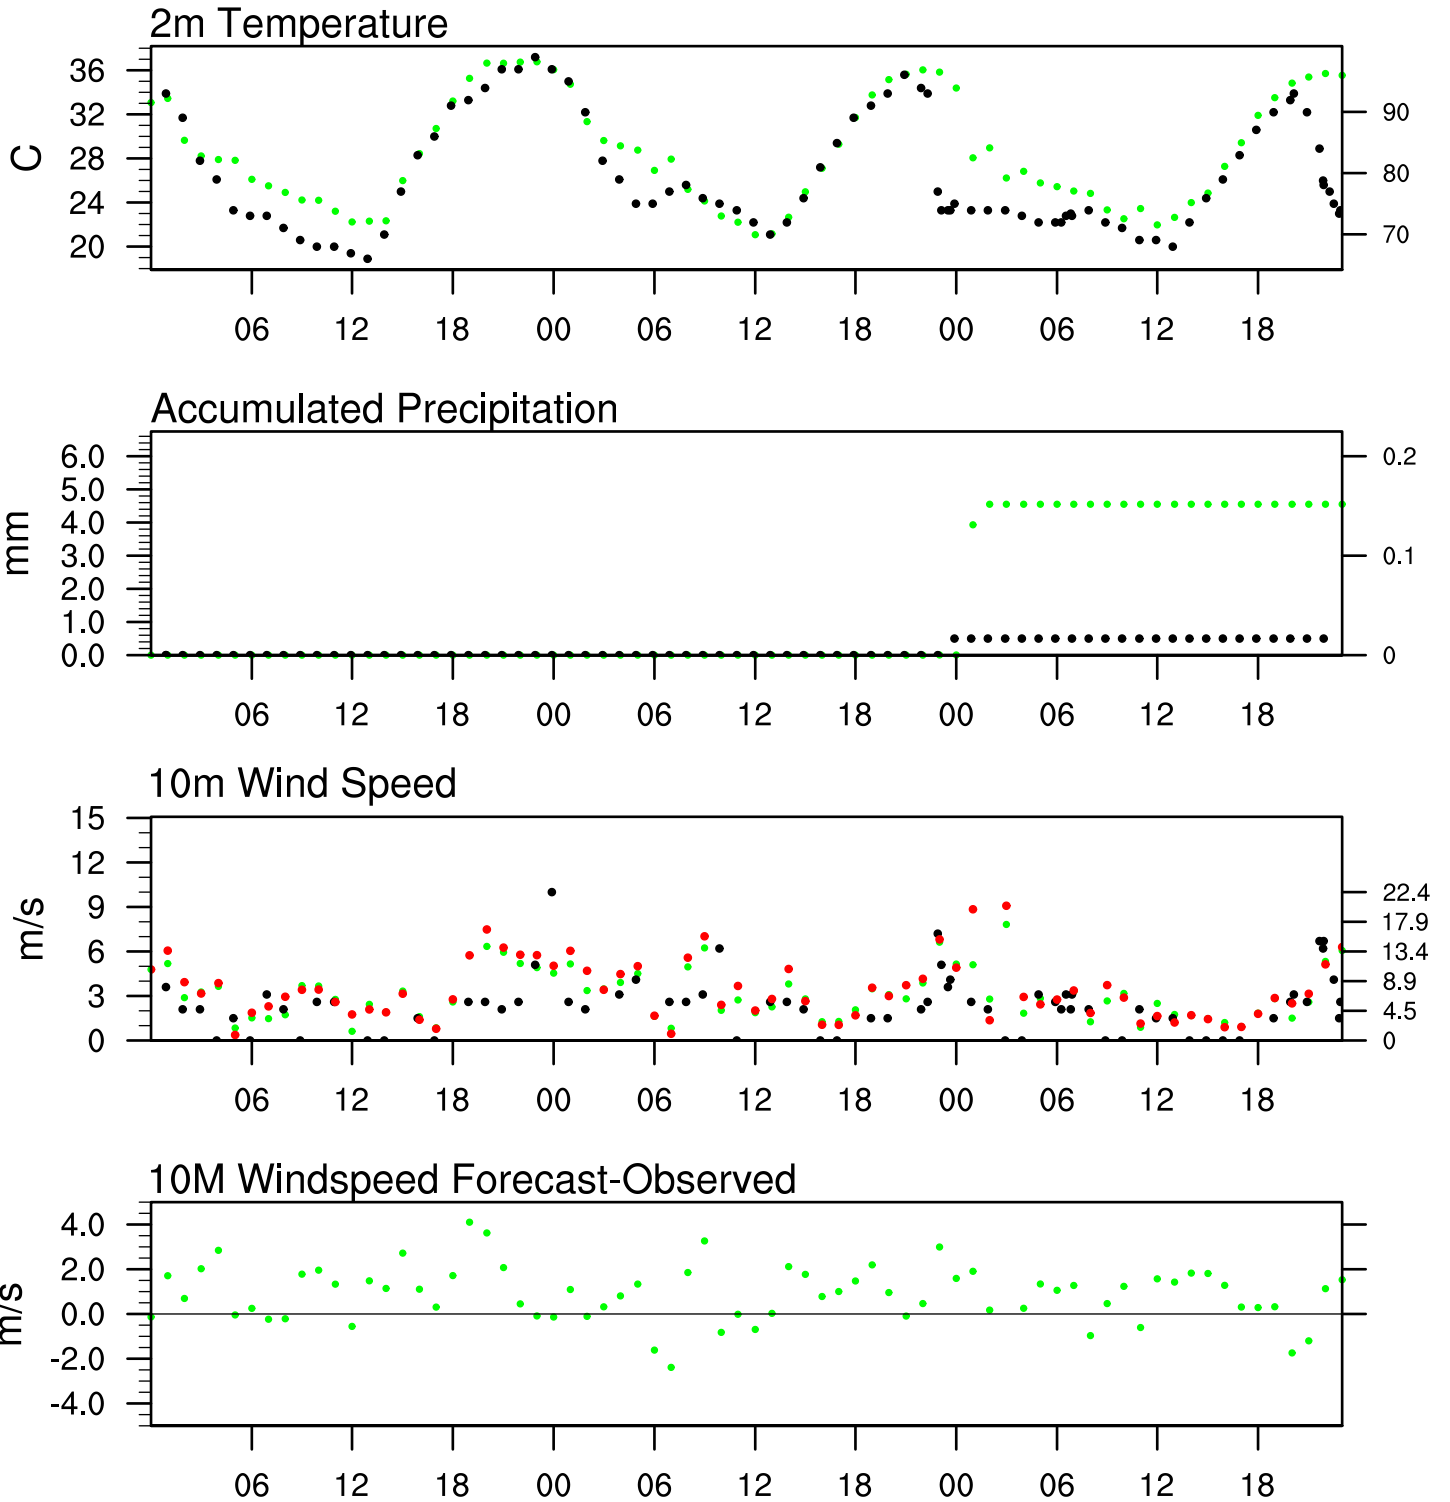 2m Temperature
36
32
28
24
20
C
90
80
70
06 12 18 00 06 12 18 00 06 12 18
Accumulated Precipitation
6.0
5.0
4.0
3.0
2.0
1.0
0.0
mm
0.2
0.1
0
06 12 18 00 06 12 18 00 06 12 18
10m Wind Speed
15
12
9
6
3
0
m/s
22.4
17.9
13.4
8.9
4.5
0
06 12 18 00 06 12 18 00 06 12 18
10M Windspeed Forecast-Observed
4.0
2.0
0.0
-2.0
-4.0
m/s
06 12 18 00 06 12 18 00 06 12 18